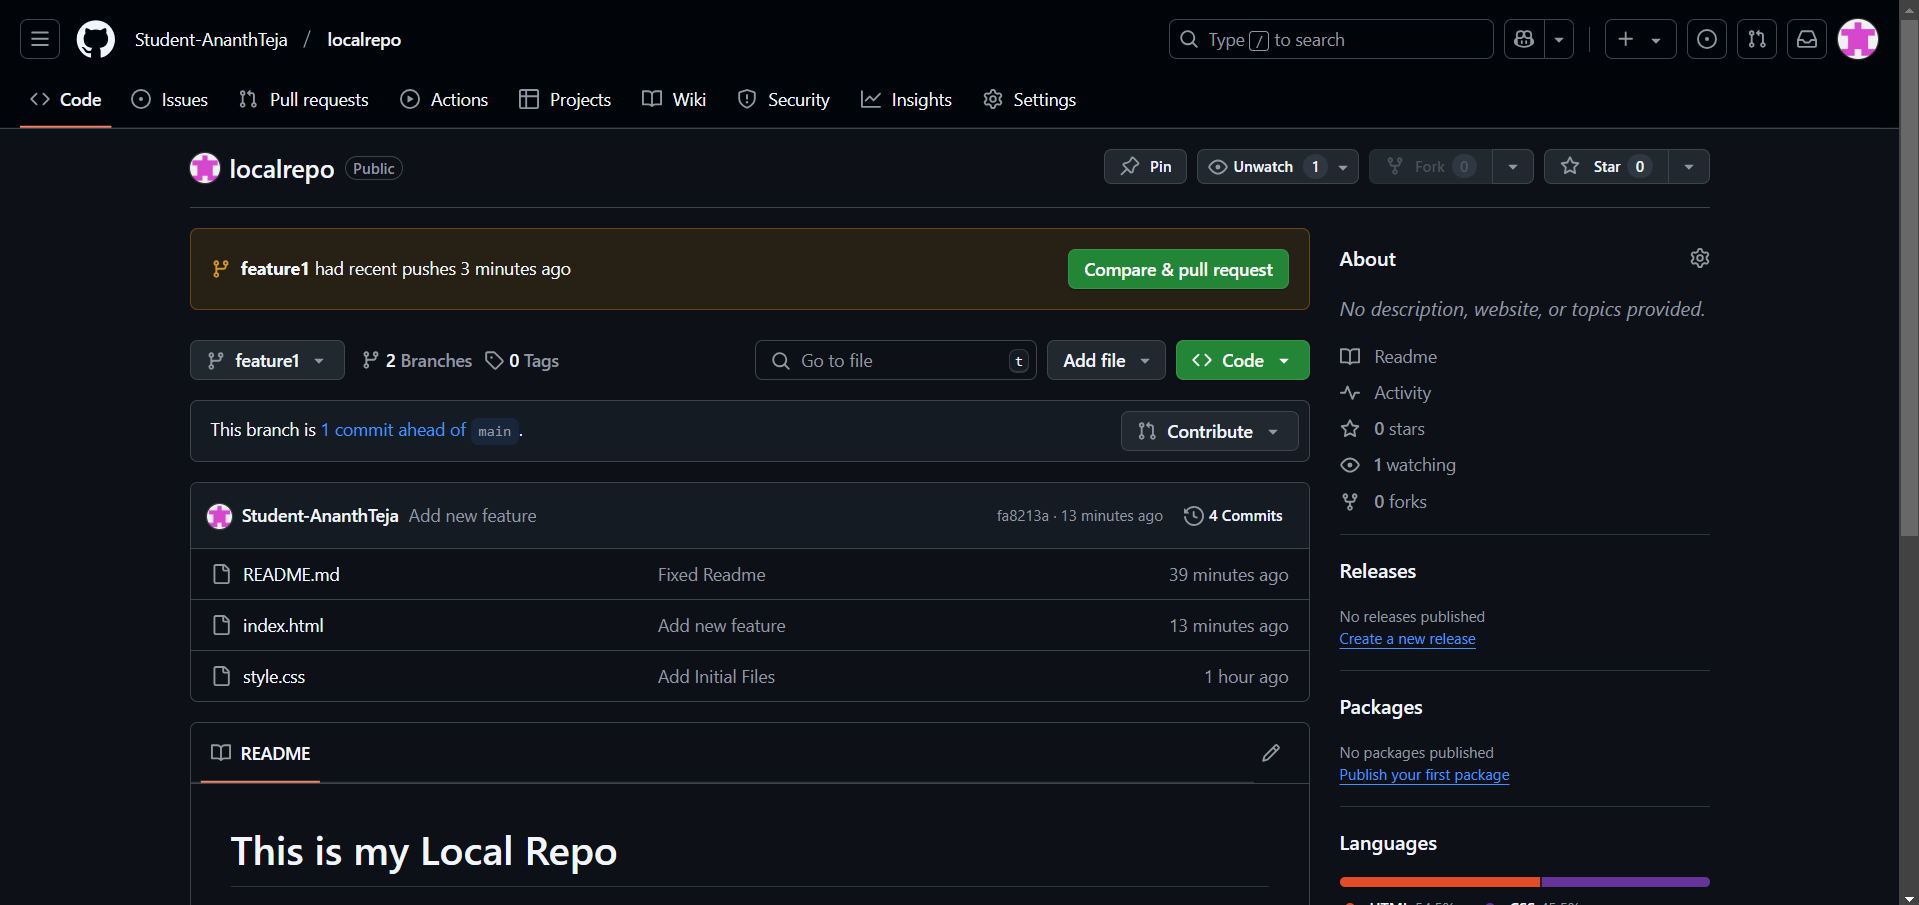 Student-AnanthTeja / localrepo
Type / to search
Code Issues Pull requests Actions Projects Wiki Security Insights Settings
localrepo Public
Pin Unwatch 1 Fork 0 Star 0
feature1 had recent pushes 3 minutes ago
Compare & pull request
feature1 2 Branches 0 Tags
Go to file t
Add file
Code
This branch is 1 commit ahead of main .
Contribute
Student-AnanthTeja Add new feature fa8213a · 13 minutes ago 4 Commits
README.md Fixed Readme 39 minutes ago
index.html Add new feature 13 minutes ago
style.css Add Initial Files 1 hour ago
README
This is my Local Repo
About
No description, website, or topics provided.
Readme
Activity
0 stars
1 watching
0 forks
Releases
No releases published
Create a new release
Packages
No packages published
Publish your first package
Languages